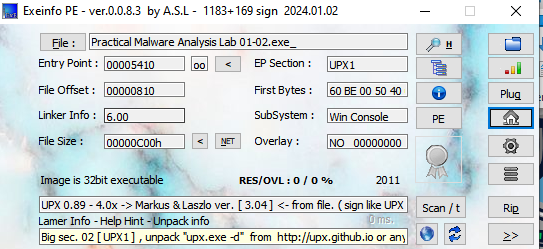 Exeinfo PE - ver.0.0.8.3 by A.S.L - 1183+169 sign 2024.01.02
File : Practical Malware Analysis Lab 01-02.exe_ H
Entry Point : 00005410 oo < EP Section : UPX1
File Offset : 00000810 First Bytes : 60 BE 00 50 40 Plug
Linker Info : 6.00 SubSystem : Win Console PE
File Size : 00000C00h < NET Overlay : NO 00000000
Image is 32bit executable RES/OVL : 0 / 0 % 2011
UPX 0.89 - 4.0x -> Markus & Laszlo ver. [ 3.04 ] <- from file. ( sign like UPX Scan / t Rip
Lamer Info - Help Hint - Unpack info 0 ms.
Big sec. 02 [ UPX1 ] , unpack "upx.exe -d" from http://upx.github.io or any >>